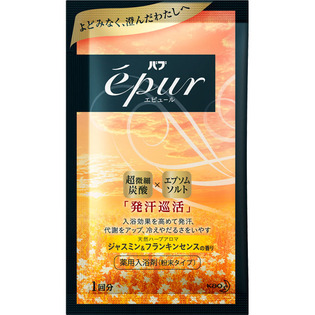 よどみなく、澄んだわたしへ
バブ
épur
エピュール
超微細
炭酸
×
エプソム
ソルト
「発汗巡活」
入浴効果を高めて発汗、
代謝をアップ、冷えやだるさをいやす
天然ハーブアロマ
ジャスミン&フランキンセンスの香り
薬用入浴剤(粉末タイプ)
1回分
KAO